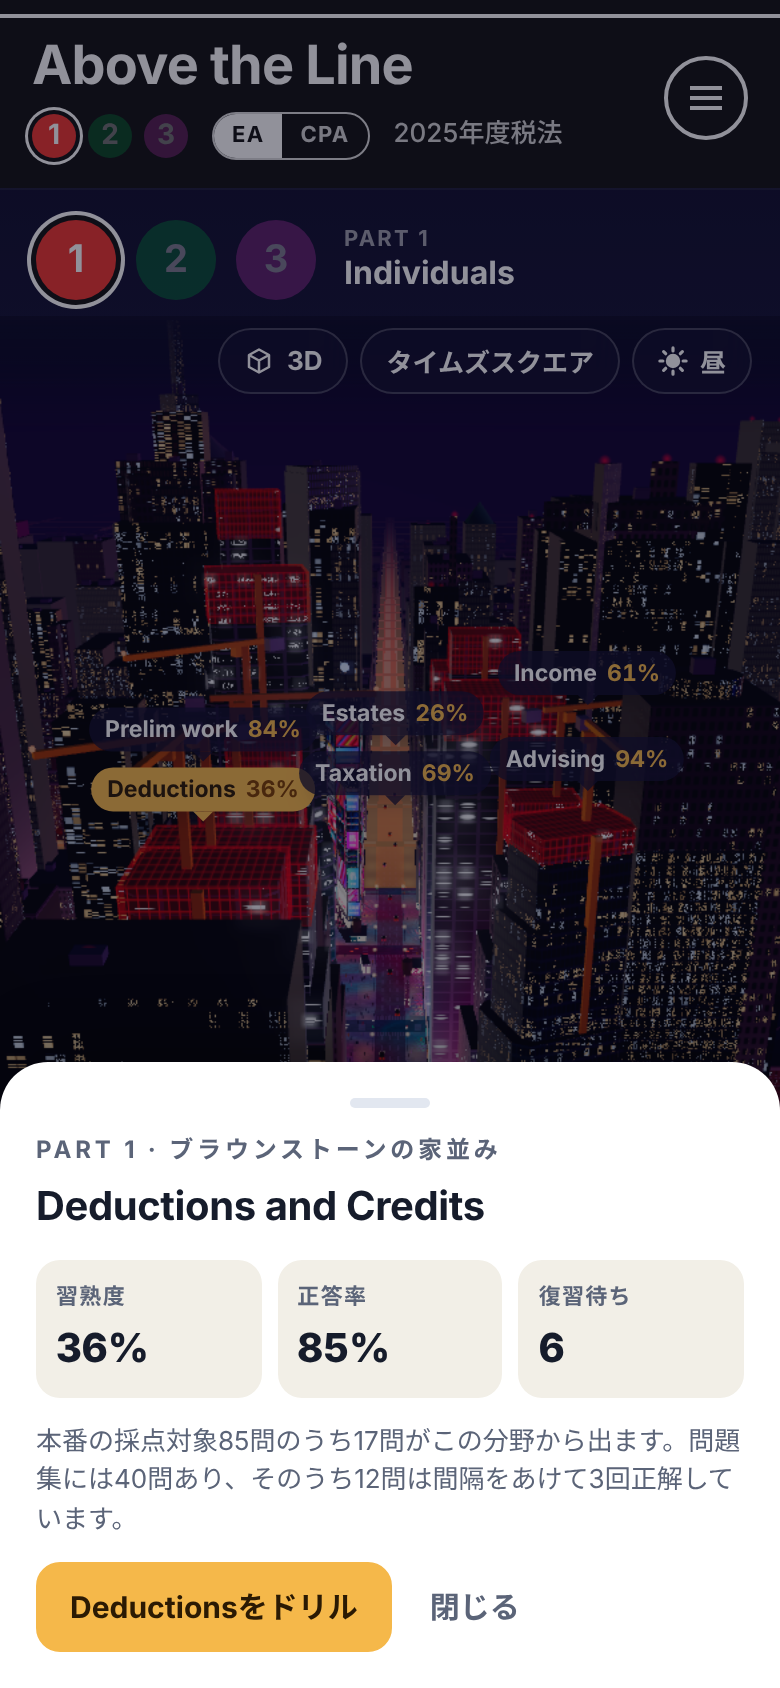 Above the Line
1 2 3 EA CPA 2025年度税法
1 2 3
PART 1
Individuals
3D タイムズスクエア 昼
Income 61%
Estates 26%
Prelim work 84%
Advising 94%
Taxation 69%
Deductions 36%
PART 1 · ブラウンストーンの家並み
Deductions and Credits
習熟度 正答率 復習待ち
36% 85% 6
本番の採点対象85問のうち17問がこの分野から出ます。問題
集には40問あり、そのうち12問は間隔をあけて3回正解して
います。
Deductionsをドリル 閉じる